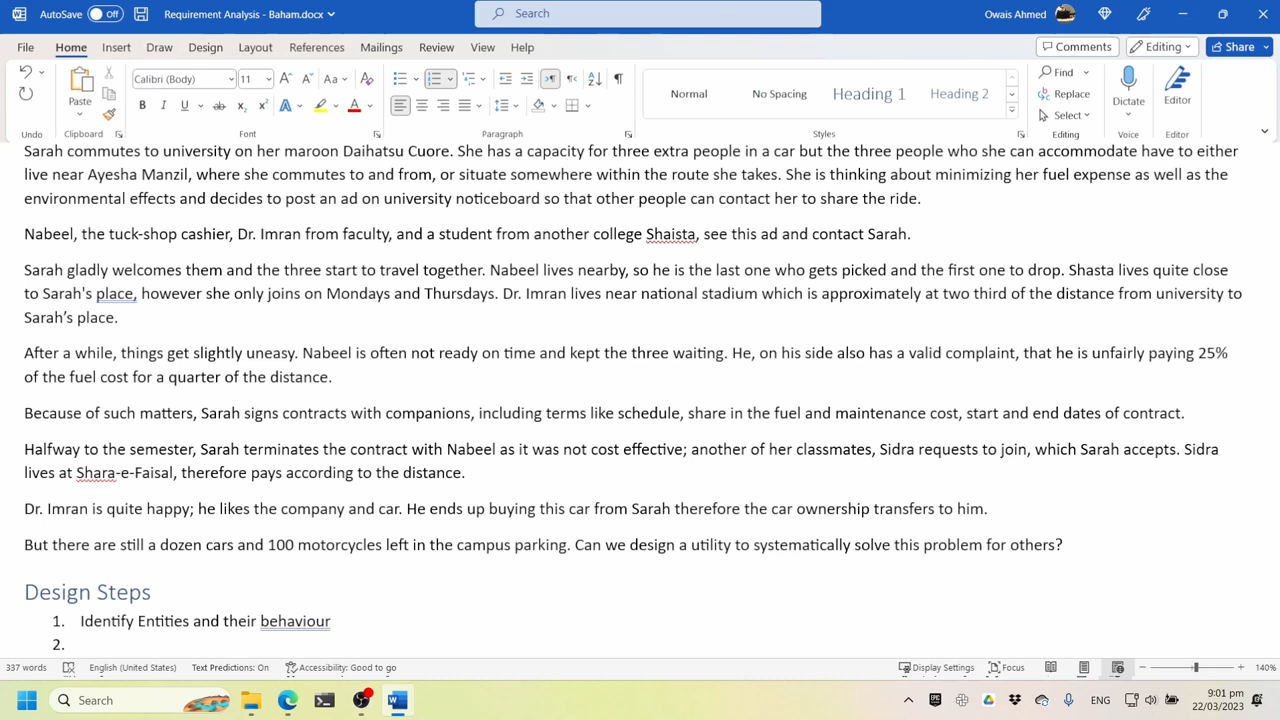 AutoSave Off Requirement Analysis - Baham.docx Search Owais Ahmed
File Home Insert Draw Design Layout References Mailings Review View Help Comments Editing Share
Calibri (Body) 11 Aa Find
Paste Normal No Spacing Heading 1 Heading 2 Replace Dictate Editor
B I U ab x₂ x² A A Select
Undo Clipboard Font Paragraph Styles Editing Voice Editor
Sarah commutes to university on her maroon Daihatsu Cuore. She has a capacity for three extra people in a car but the three people who she can accommodate have to either
live near Ayesha Manzil, where she commutes to and from, or situate somewhere within the route she takes. She is thinking about minimizing her fuel expense as well as the
environmental effects and decides to post an ad on university noticeboard so that other people can contact her to share the ride.
Nabeel, the tuck-shop cashier, Dr. Imran from faculty, and a student from another college Shaista, see this ad and contact Sarah.
Sarah gladly welcomes them and the three start to travel together. Nabeel lives nearby, so he is the last one who gets picked and the first one to drop. Shasta lives quite close
to Sarah's place, however she only joins on Mondays and Thursdays. Dr. Imran lives near national stadium which is approximately at two third of the distance from university to
Sarah’s place.
After a while, things get slightly uneasy. Nabeel is often not ready on time and kept the three waiting. He, on his side also has a valid complaint, that he is unfairly paying 25%
of the fuel cost for a quarter of the distance.
Because of such matters, Sarah signs contracts with companions, including terms like schedule, share in the fuel and maintenance cost, start and end dates of contract.
Halfway to the semester, Sarah terminates the contract with Nabeel as it was not cost effective; another of her classmates, Sidra requests to join, which Sarah accepts. Sidra
lives at Shara-e-Faisal, therefore pays according to the distance.
Dr. Imran is quite happy; he likes the company and car. He ends up buying this car from Sarah therefore the car ownership transfers to him.
But there are still a dozen cars and 100 motorcycles left in the campus parking. Can we design a utility to systematically solve this problem for others?
Design Steps
1. Identify Entities and their behaviour
2.
337 words English (United States) Text Predictions: On Accessibility: Good to go Display Settings Focus 140%
Search ENG 9:01 pm
22/03/2023